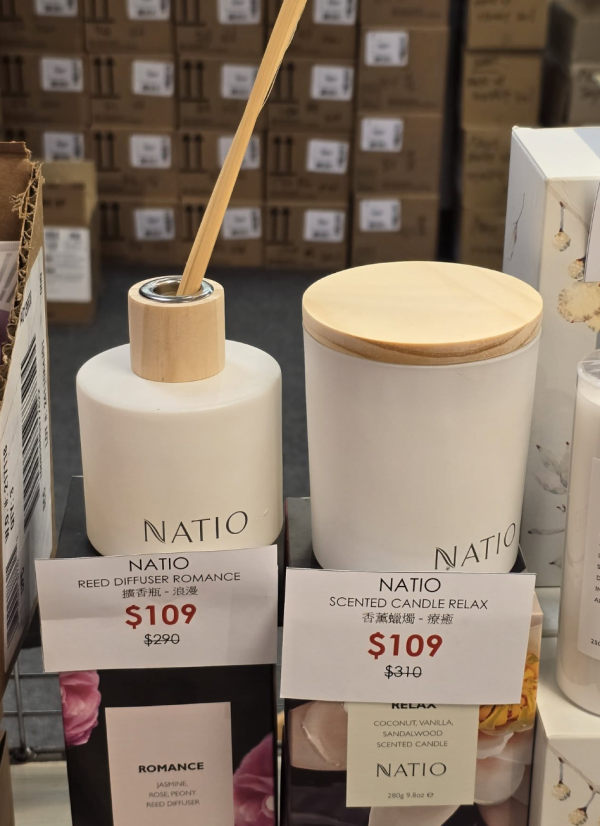 NATIO
NATIO
NATIO
REED DIFFUSER ROMANCE
擴香瓶 - 浪漫
$109
$290
NATIO
SCENTED CANDLE RELAX
香薰蠟燭 - 療癒
$109
$310
ROMANCE
JASMINE,
ROSE, PEONY
REED DIFFUSER
RELAX
COCONUT, VANILLA,
SANDALWOOD
SCENTED CANDLE
NATIO
280g 9.8oz ℮